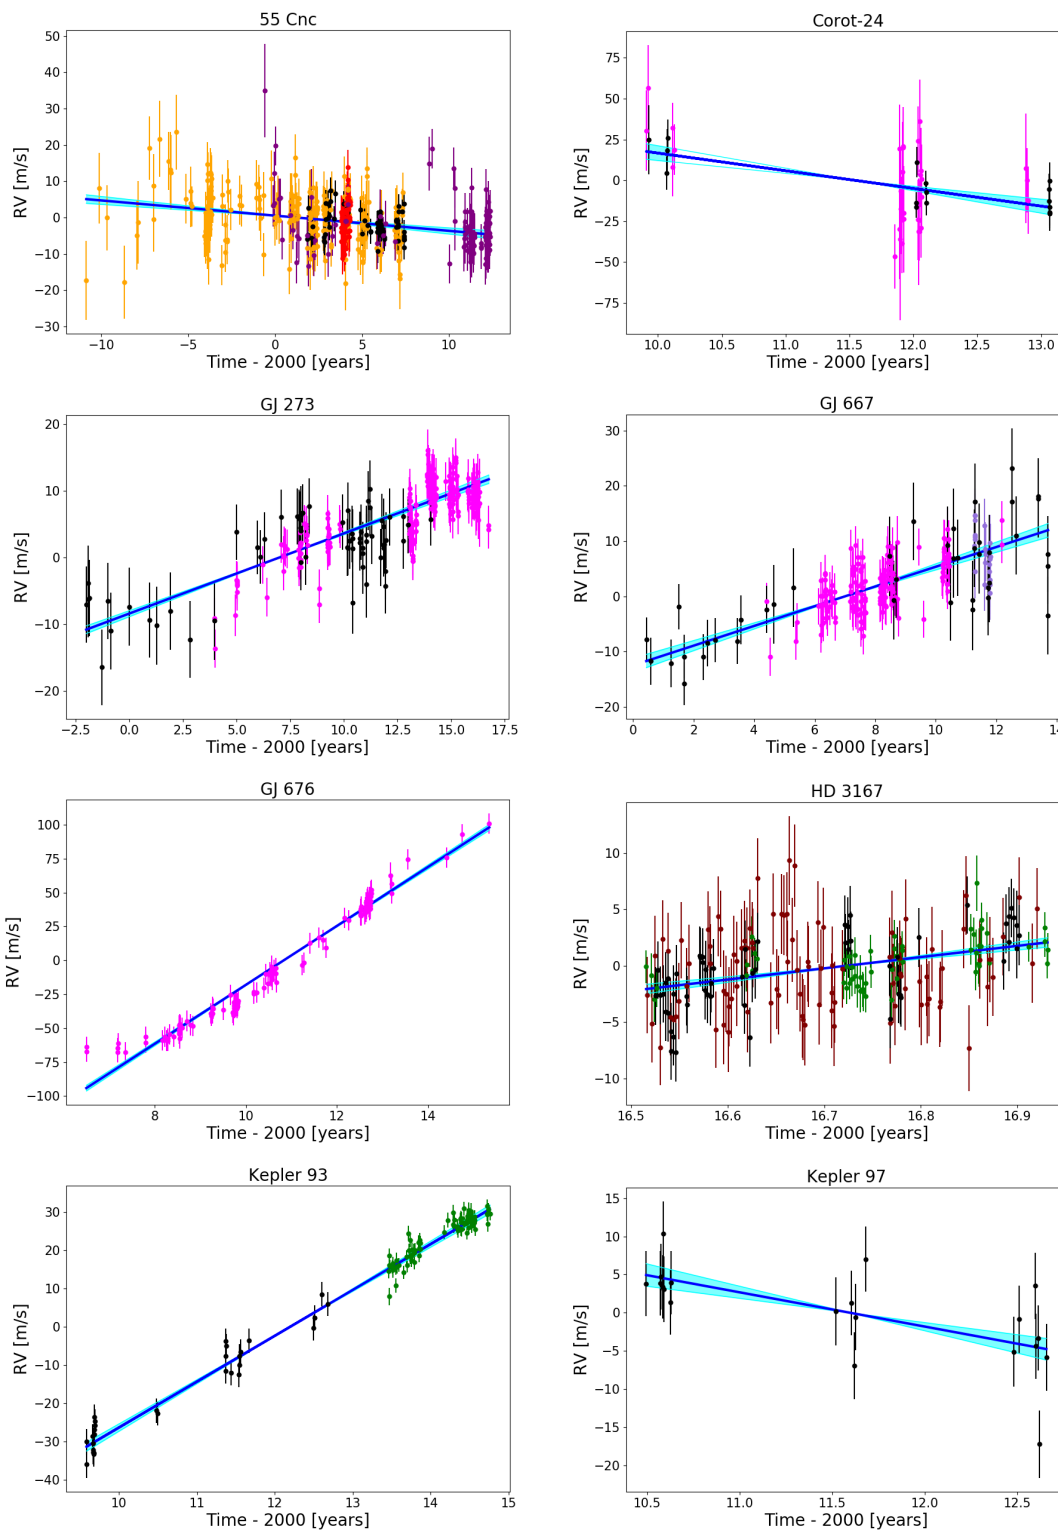 55 Cnc
50
40
30
20
10
0
−10
−20
−30
RV [m/s]
−10 −5 0 5 10
Time - 2000 [years]
Corot-24
75
50
25
0
−25
−50
−75
RV [m/s]
10.0 10.5 11.0 11.5 12.0 12.5 13.0
Time - 2000 [years]
GJ 273
20
10
0
−10
−20
RV [m/s]
−2.5 0.0 2.5 5.0 7.5 10.0 12.5 15.0 17.5
Time - 2000 [years]
GJ 667
30
20
10
0
−10
−20
RV [m/s]
0 2 4 6 8 10 12 14
Time - 2000 [years]
GJ 676
100
75
50
25
0
−25
−50
−75
−100
RV [m/s]
8 10 12 14
Time - 2000 [years]
HD 3167
10
5
0
−5
−10
RV [m/s]
16.5 16.6 16.7 16.8 16.9
Time - 2000 [years]
Kepler 93
30
20
10
0
−10
−20
−30
−40
RV [m/s]
10 11 12 13 14 15
Time - 2000 [years]
Kepler 97
15
10
5
0
−5
−10
−15
−20
RV [m/s]
10.5 11.0 11.5 12.0 12.5
Time - 2000 [years]